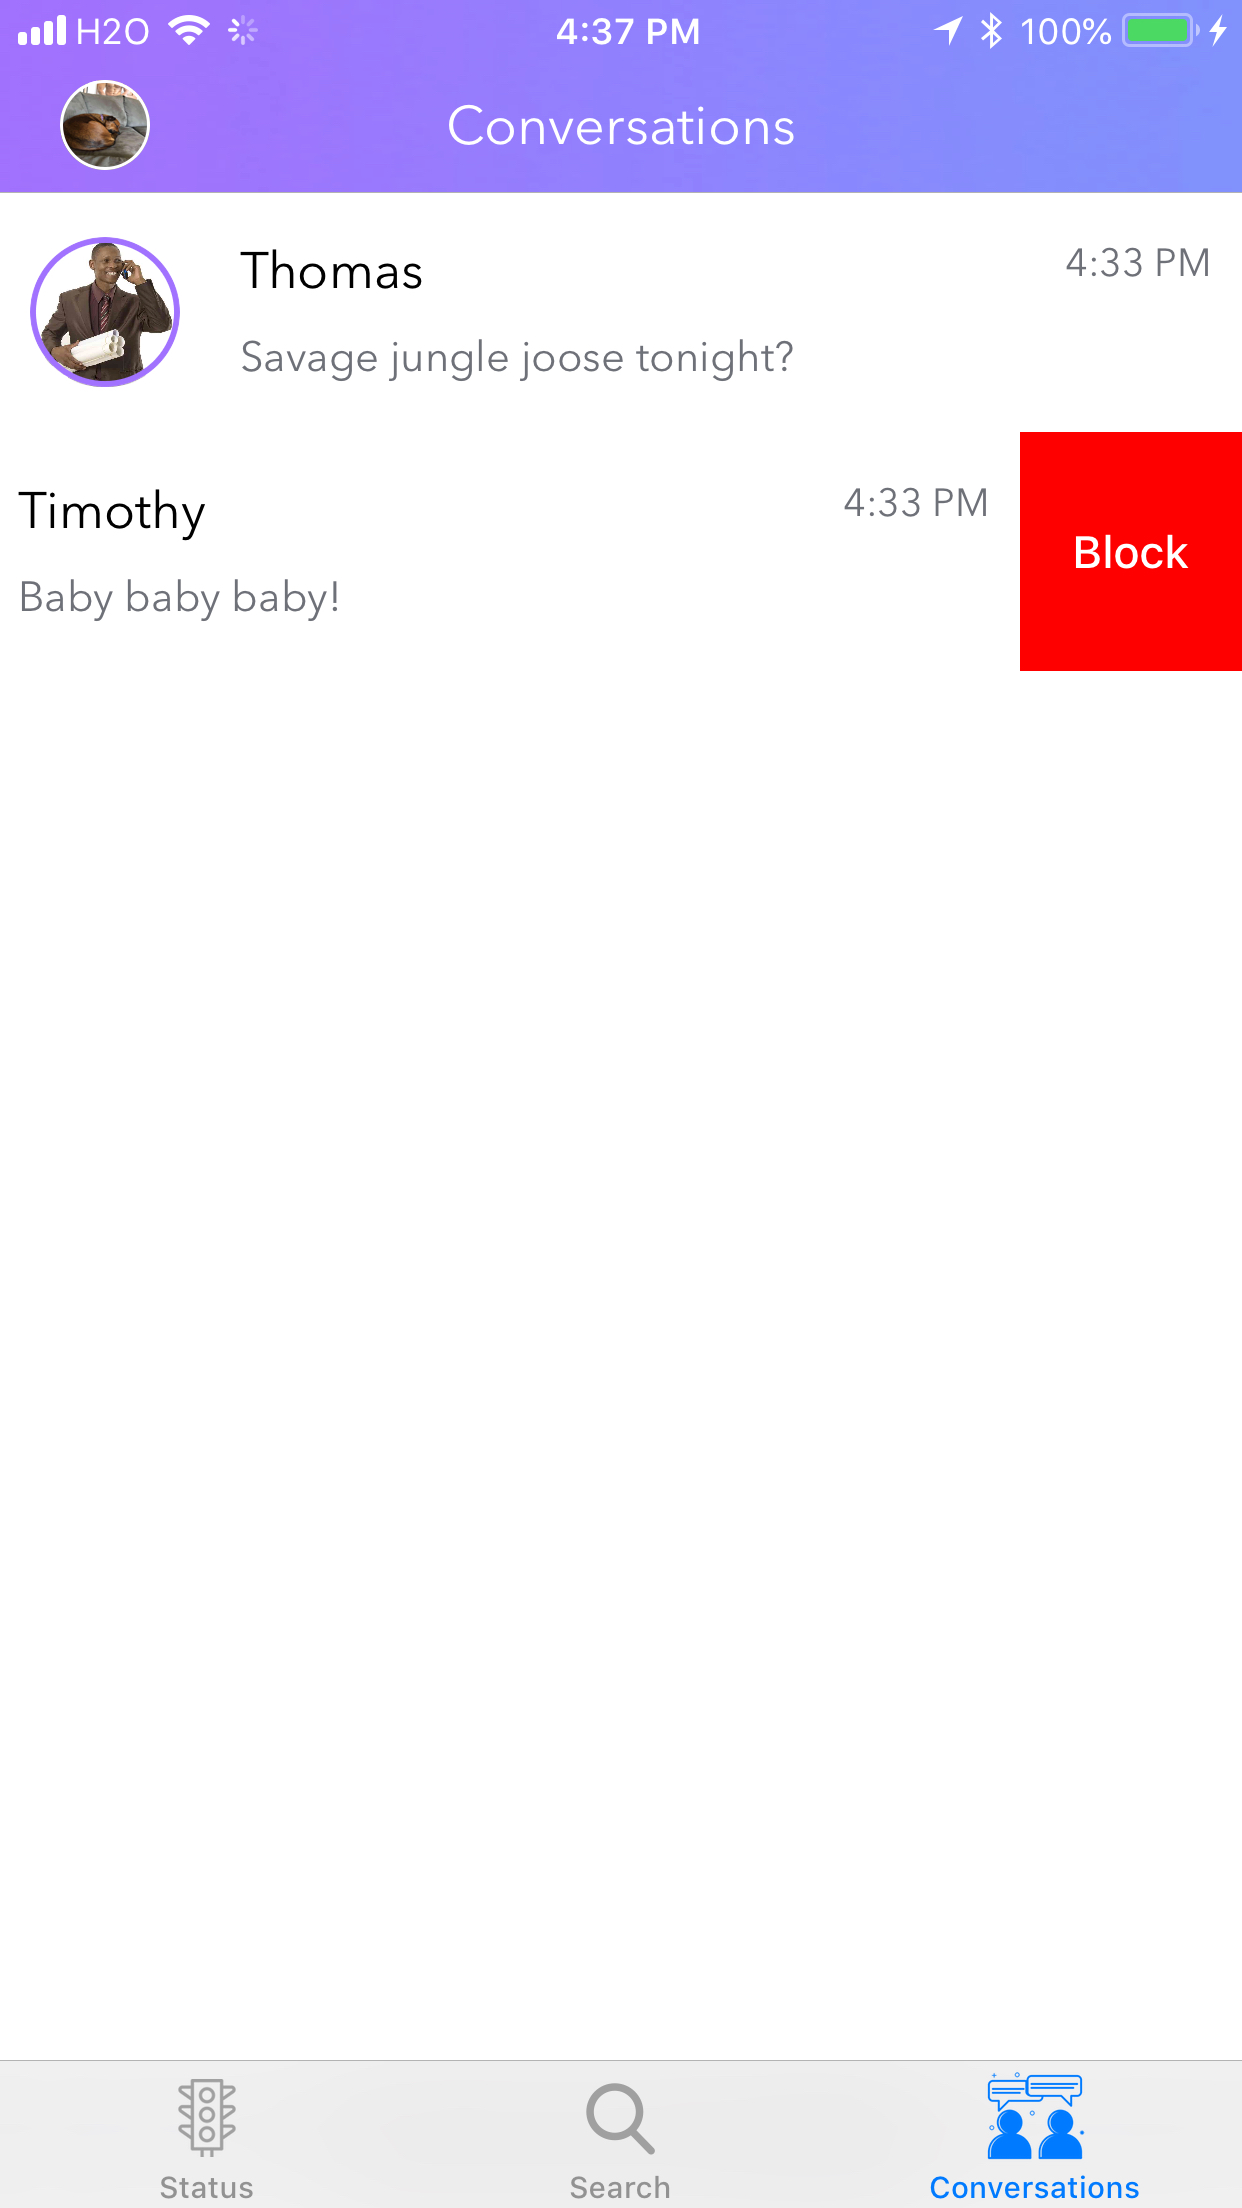 H2O 4:37 PM 100%
Conversations
Thomas 4:33 PM
Savage jungle joose tonight?
Timothy 4:33 PM
Baby baby baby!
Block
Status Search Conversations